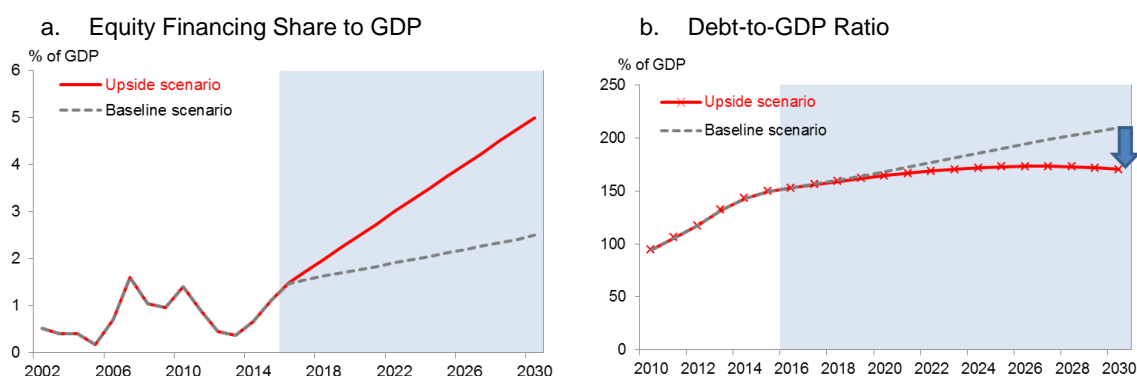 a. Equity Financing Share to GDP
% of GDP
6
5
4
3
2
1
0
Upside scenario
Baseline scenario
2002 2006 2010 2014 2018 2022 2026 2030
b. Debt-to-GDP Ratio
% of GDP
250
200
150
100
50
0
Upside scenario
Baseline scenario
2010 2012 2014 2016 2018 2020 2022 2024 2026 2028 2030